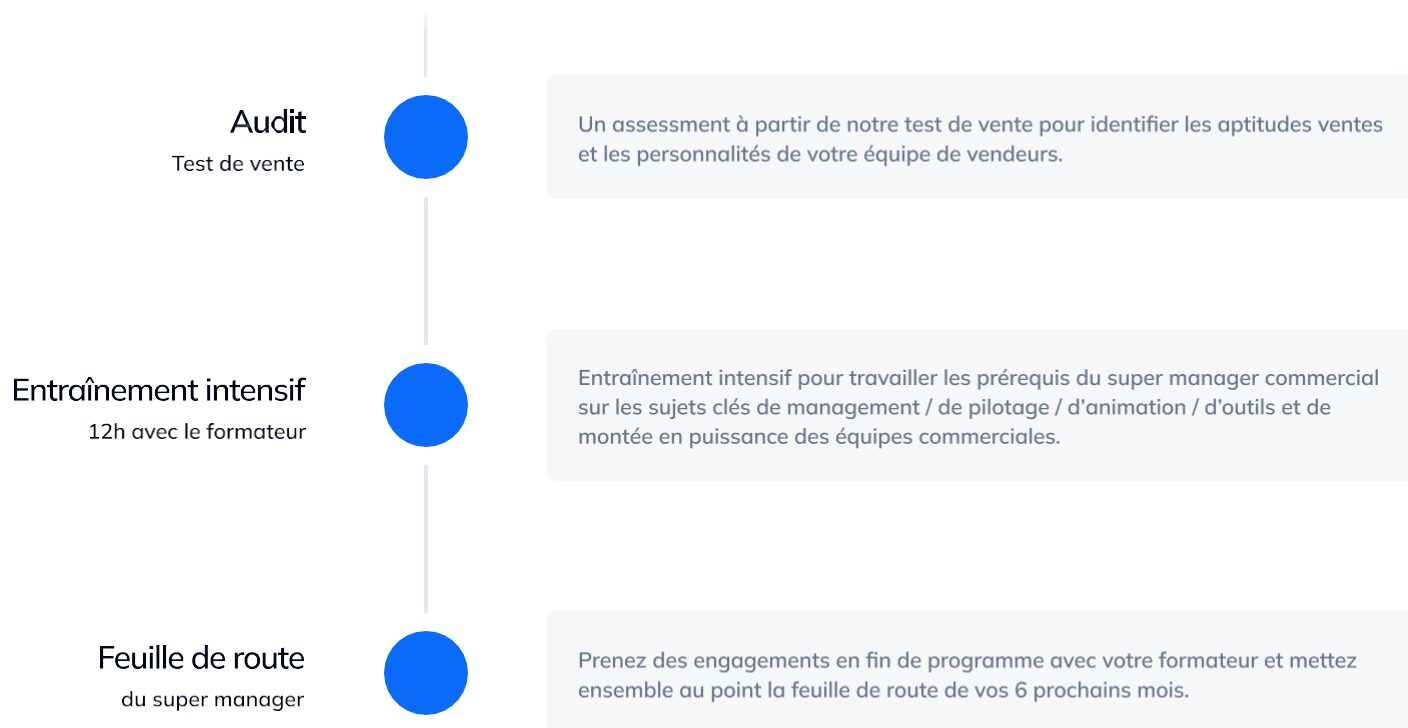 Audit
Test de vente
Un assessment à partir de notre test de vente pour identifier les aptitudes ventes
et les personnalités de votre équipe de vendeurs.
Entraînement intensif
12h avec le formateur
Entraînement intensif pour travailler les prérequis du super manager commercial
sur les sujets clés de management / de pilotage / d’animation / d’outils et de
montée en puissance des équipes commerciales.
Feuille de route
du super manager
Prenez des engagements en fin de programme avec votre formateur et mettez
ensemble au point la feuille de route de vos 6 prochains mois.